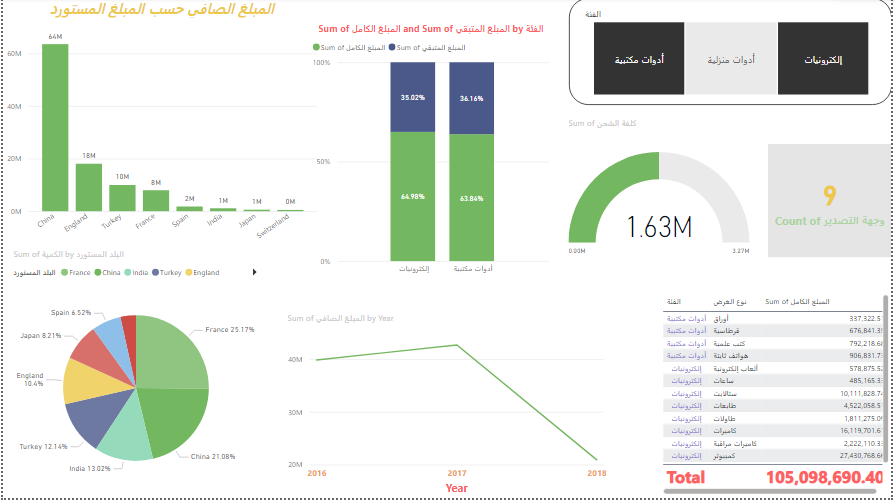 المبلغ الصافى حسب المبلغ المستورد
64M
60M
40M
20M
0M
18M
10M
8M
2M
1M
1M
0M
China
England
Turkey
France
Spain
India
Japan
Switzerland
Sum of المبلغ الكامل and Sum of المبلغ المتبقي by الفئة
Sum of المبلغ الكامل Sum of المبلغ المتبقي
100%
50%
0%
35.02%
36.16%
64.98%
63.84%
إلكترونيات
أدوات مكتبية
الفئة
أدوات مكتبية
أدوات منزلية
إلكترونيات
Sum of كلفة الشحن
1.63M
0.00M
3.27M
9
Count of وجهة التصدير
Sum of الكمية by البلد المستورد
البلد المستورد France China India Turkey England
France 25.17%
China 21.08%
India 13.02%
Turkey 12.14%
England
10.4%
Japan 8.21%
Spain 6.52%
Sum of المبلغ الصافي by Year
40M
30M
20M
2016
2017
2018
Year
الفئة نوع الغرض Sum of المبلغ الكامل
أدوات مكتبية أوراق 337,322.5
أدوات مكتبية قرطاسية 676,841.3
أدوات مكتبية كتب علمية 792,218.6
أدوات مكتبية هواتف ثابتة 906,831.7
إلكترونيات ألعاب إلكترونية 578,875.5
إلكترونيات ساعات 485,165.3
إلكترونيات ستالايت 10,111,828.7
إلكترونيات طابعات 4,522,058.5
إلكترونيات طاولات 1,811,275.0
إلكترونيات كاميرات 16,119,701.6
إلكترونيات كاميرات مراقبة 2,222,110.3
إلكترونيات كمبيوتر 27,430,768.6
Total 105,098,690.40